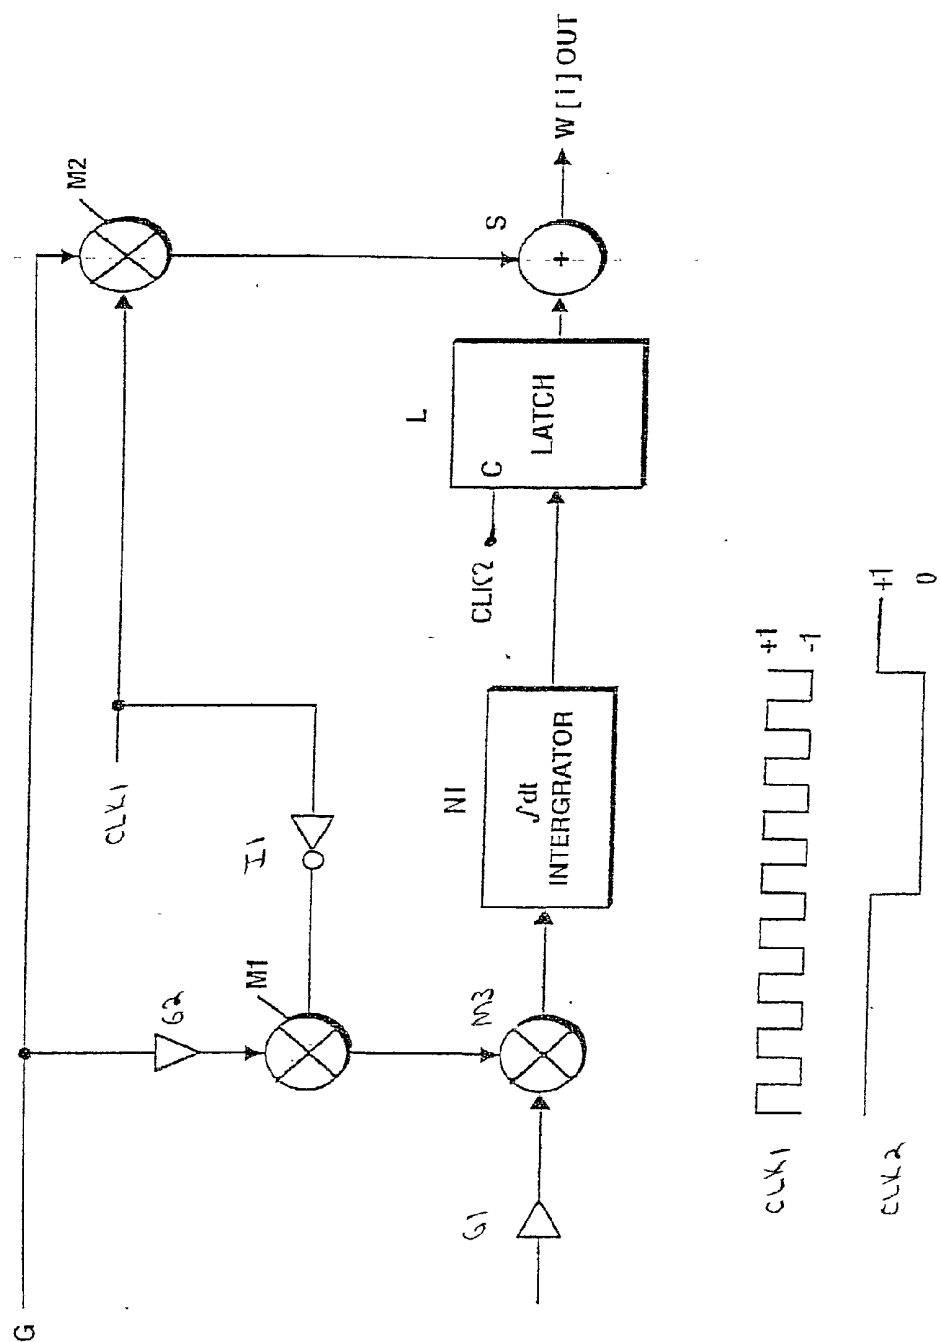 G
G2
M1
I1
CLK1
M2
G1
M3
NI
∫dt
INTERGRATOR
CLK2
L
C
LATCH
S
+
W[i]OUT
CLK1
+1
-1
CLK2
+1
0